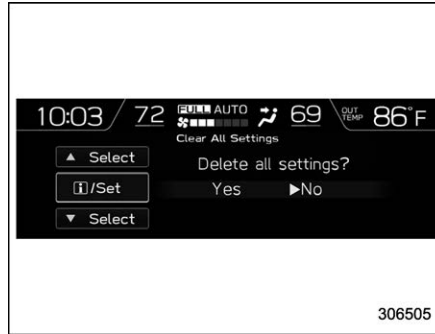 10:03 72 FULL AUTO 69 OUT TEMP 86°F
Clear All Settings
▲ Select
Delete all settings?
i/Set
Yes ▶No
▼ Select
306505